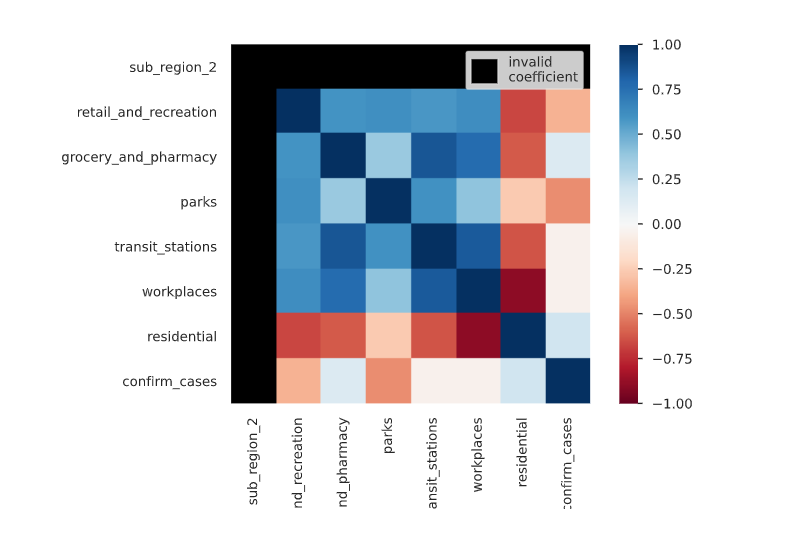 sub_region_2
retail_and_recreation
grocery_and_pharmacy
parks
transit_stations
workplaces
residential
confirm_cases
invalid
coefficient
1.00
0.75
0.50
0.25
0.00
−0.25
−0.50
−0.75
−1.00
sub_region_2
nd_recreation
nd_pharmacy
parks
ansit_stations
workplaces
residential
confirm_cases